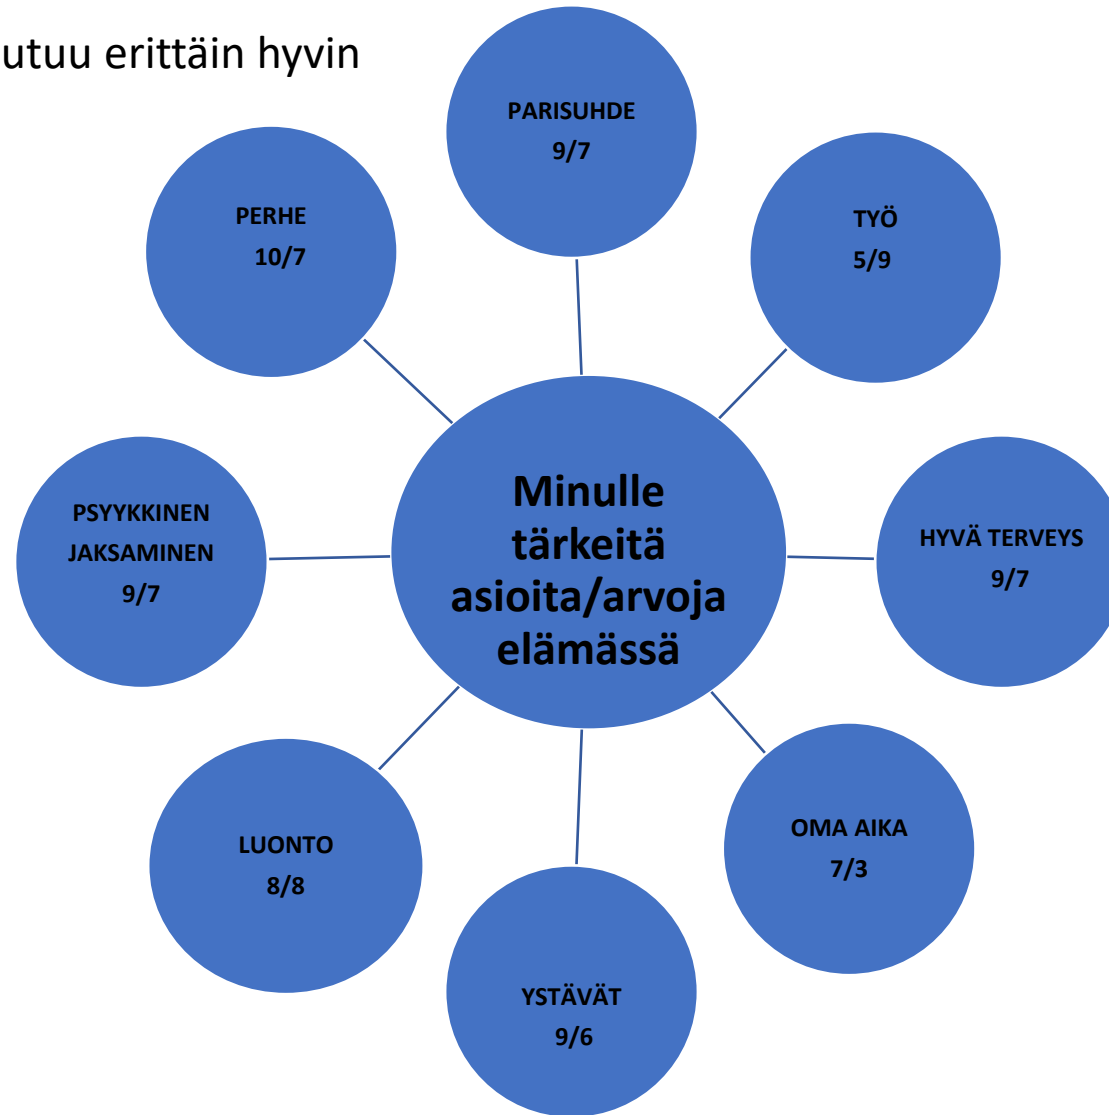 utuu erittäin hyvin
PARISUHDE
9/7
PERHE
10/7
TYÖ
5/9
PSYYKKINEN
JAKSAMINEN
9/7
Minulle
tärkeitä
asioita/arvoja
elämässä
HYVÄ TERVEYS
9/7
LUONTO
8/8
OMA AIKA
7/3
YSTÄVÄT
9/6